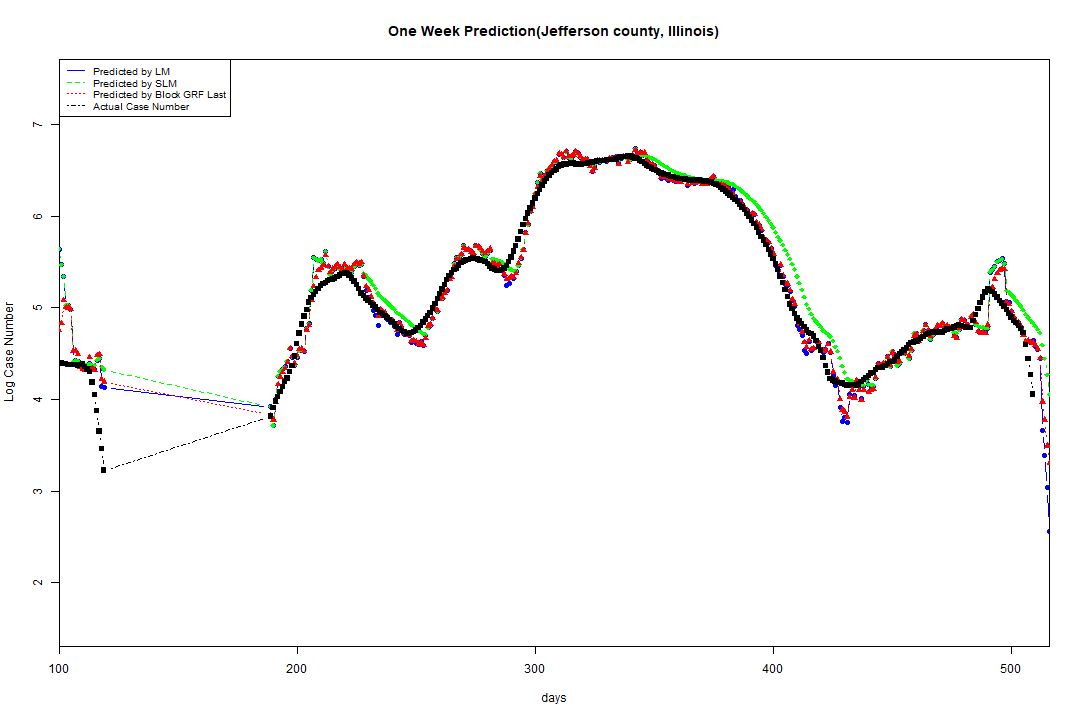 One Week Prediction(Jefferson county, Illinois)
Predicted by LM
Predicted by SLM
Predicted by Block GRF Last
Actual Case Number
7
6
5
4
3
2
Log Case Number
100 200 300 400 500
days